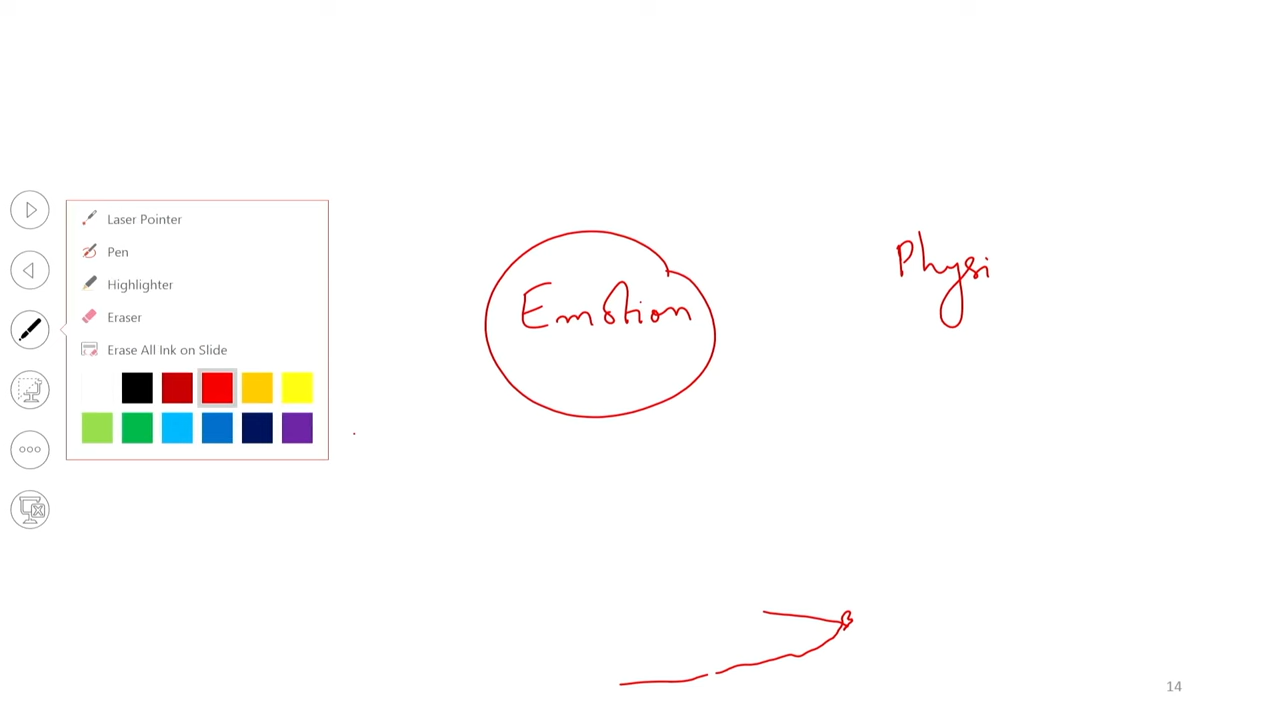 Laser Pointer
Pen
Highlighter
Eraser
Erase All Ink on Slide
Emotion
Physi
14